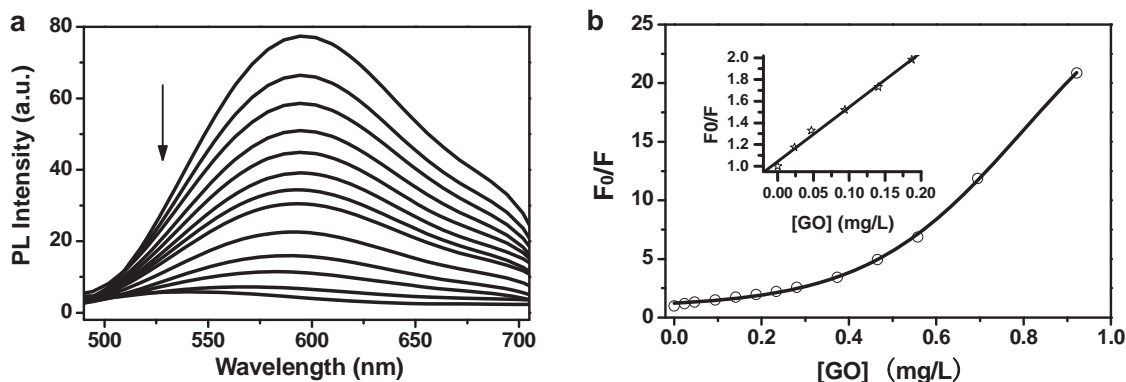 a
PL Intensity (a.u.)
80
60
40
20
0
500 550 600 650 700
Wavelength (nm)
b
F0/F
25
20
15
10
5
0
0.0 0.2 0.4 0.6 0.8 1.0
[GO] (mg/L)
F0/F
2.0
1.8
1.6
1.4
1.2
1.0
0.00 0.05 0.10 0.15 0.20
[GO] (mg/L)